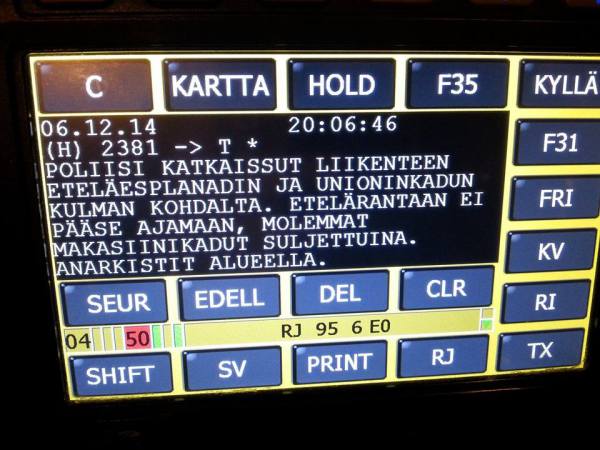 C KARTTA HOLD F35 KYLLÄ
06.12.14 20:06:46
(H) 2381 -> T *
POLIISI KATKAISSUT LIIKENTEEN
ETELÄESPLANADIN JA UNIONINKADUN
KULMAN KOHDALTA. ETELÄRANTAAN EI
PÄÄSE AJAMAAN, MOLEMMAT
MAKASIINIKADUT SULJETTUINA.
ANARKISTIT ALUEELLA.
F31
FRI
KV
SEUR EDELL DEL CLR RI
04 50 RJ 95 6 E0
SHIFT SV PRINT RJ TX